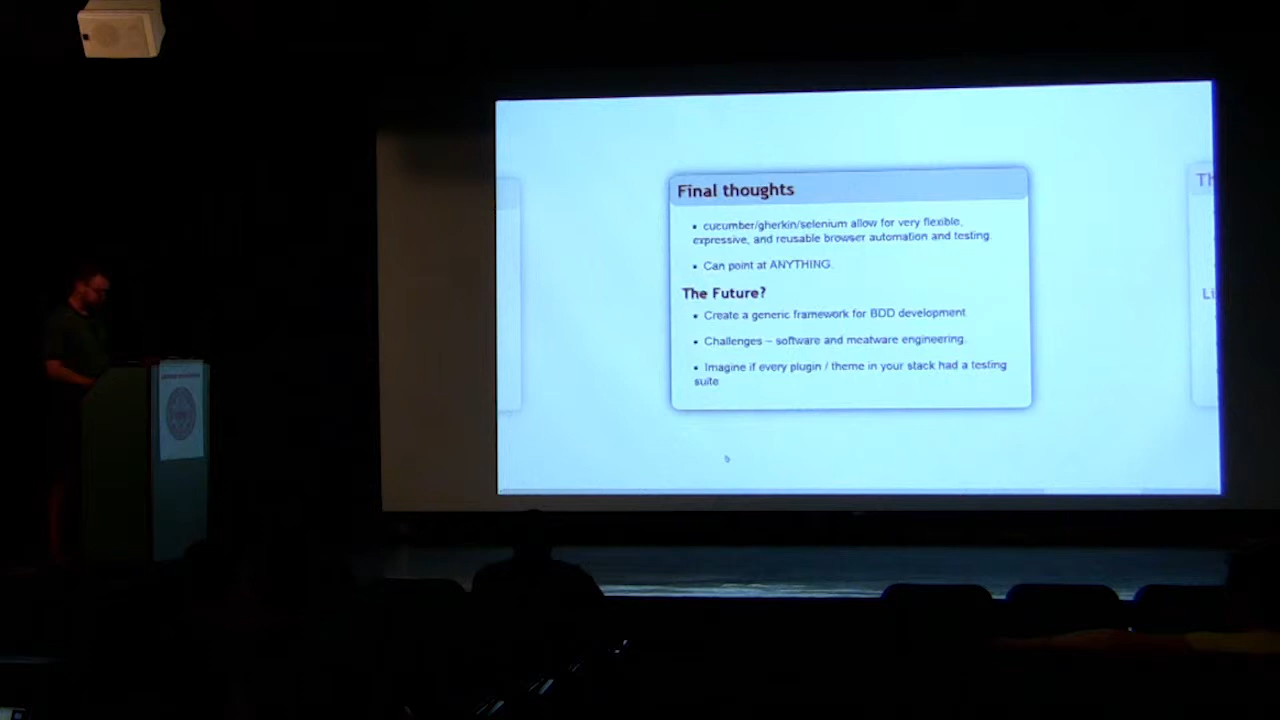 Final thoughts
• cucumber/gherkin/selenium allow for very flexible,
expressive, and reusable browser automation and testing.
• Can point at ANYTHING.
The Future?
• Create a generic framework for BDD development
• Challenges – software and meatware engineering.
• Imagine if every plugin / theme in your stack had a testing
suite
Th
Li